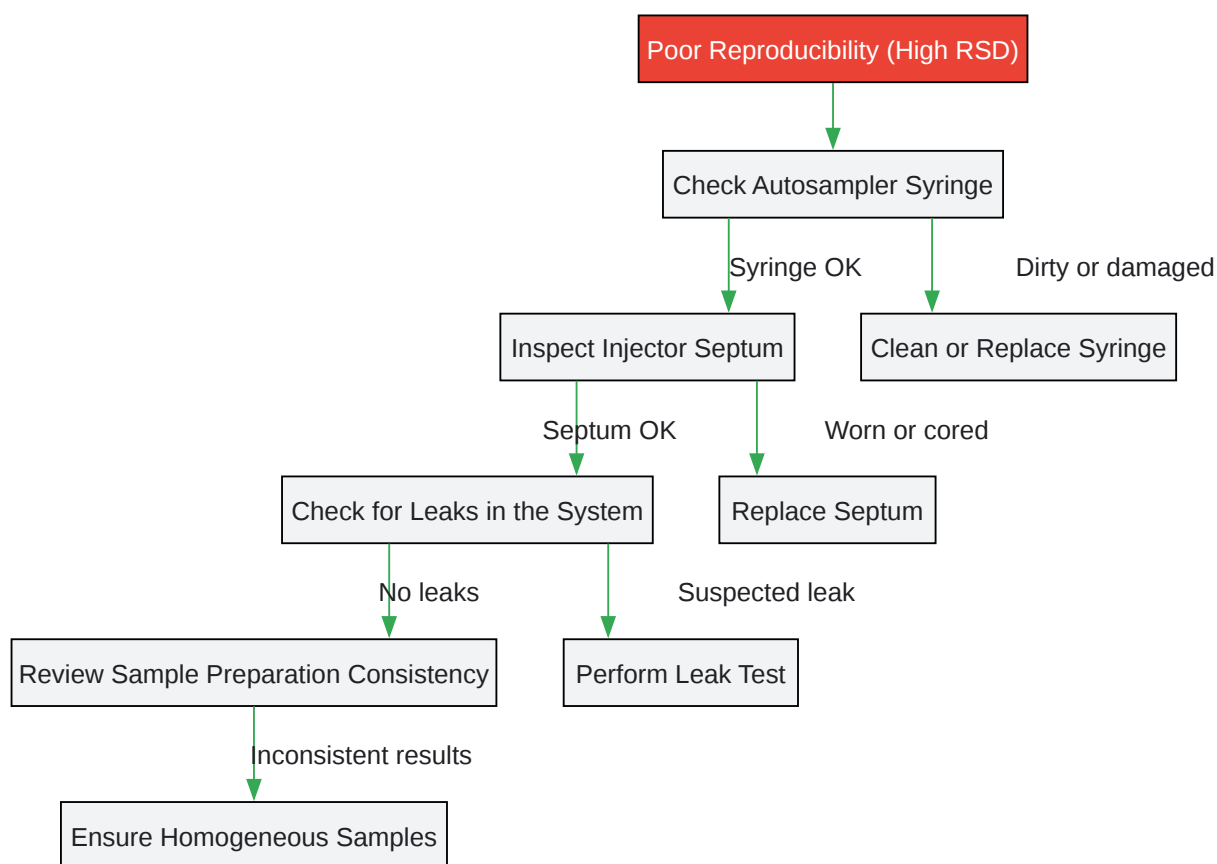 Poor Reproducibility (High RSD)
Check Autosampler Syringe
Syringe OK
Dirty or damaged
Inspect Injector Septum
Clean or Replace Syringe
Septum OK
Worn or cored
Check for Leaks in the System
Replace Septum
No leaks
Suspected leak
Review Sample Preparation Consistency
Perform Leak Test
Inconsistent results
Ensure Homogeneous Samples